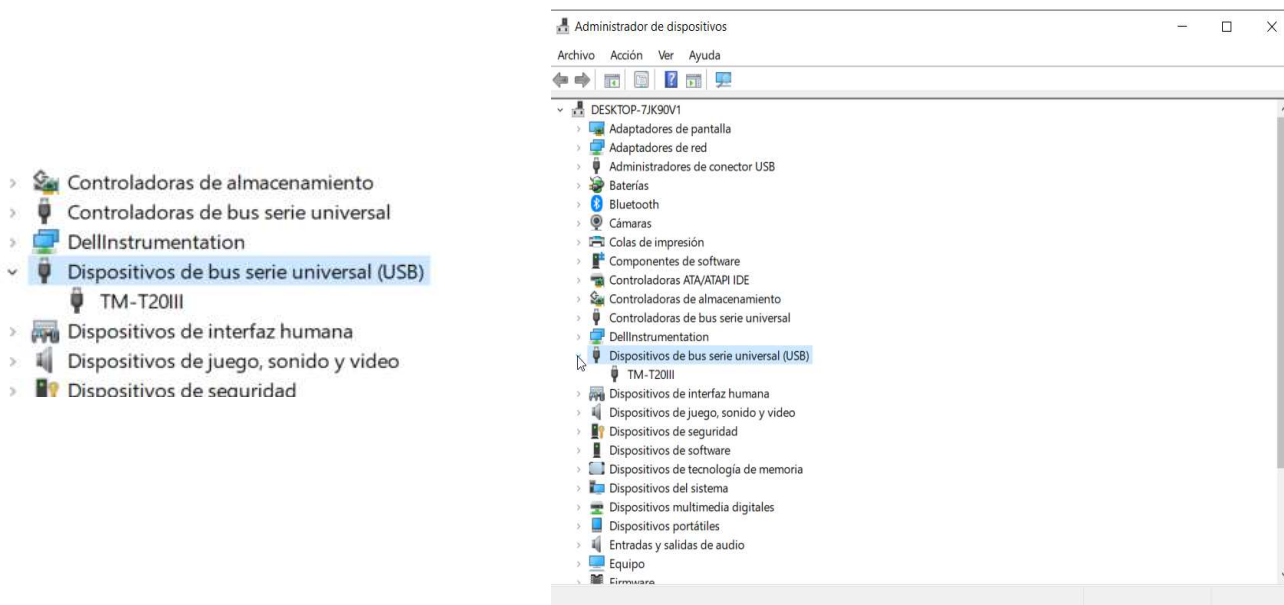 Controladoras de almacenamiento
Controladoras de bus serie universal
DellInstrumentation
Dispositivos de bus serie universal (USB)
TM-T20III
Dispositivos de interfaz humana
Dispositivos de juego, sonido y video
Dispositivos de seguridad
Administrador de dispositivos
Archivo Acción Ver Ayuda
DESKTOP-7JK90V1
Adaptadores de pantalla
Adaptadores de red
Administradores de conector USB
Baterías
Bluetooth
Cámaras
Colas de impresión
Componentes de software
Controladoras ATA/ATAPI IDE
Controladoras de almacenamiento
Controladoras de bus serie universal
DellInstrumentation
Dispositivos de bus serie universal (USB)
TM-T20III
Dispositivos de interfaz humana
Dispositivos de juego, sonido y video
Dispositivos de seguridad
Dispositivos de software
Dispositivos de tecnología de memoria
Dispositivos del sistema
Dispositivos multimedia digitales
Dispositivos portátiles
Entradas y salidas de audio
Equipo
Firmware